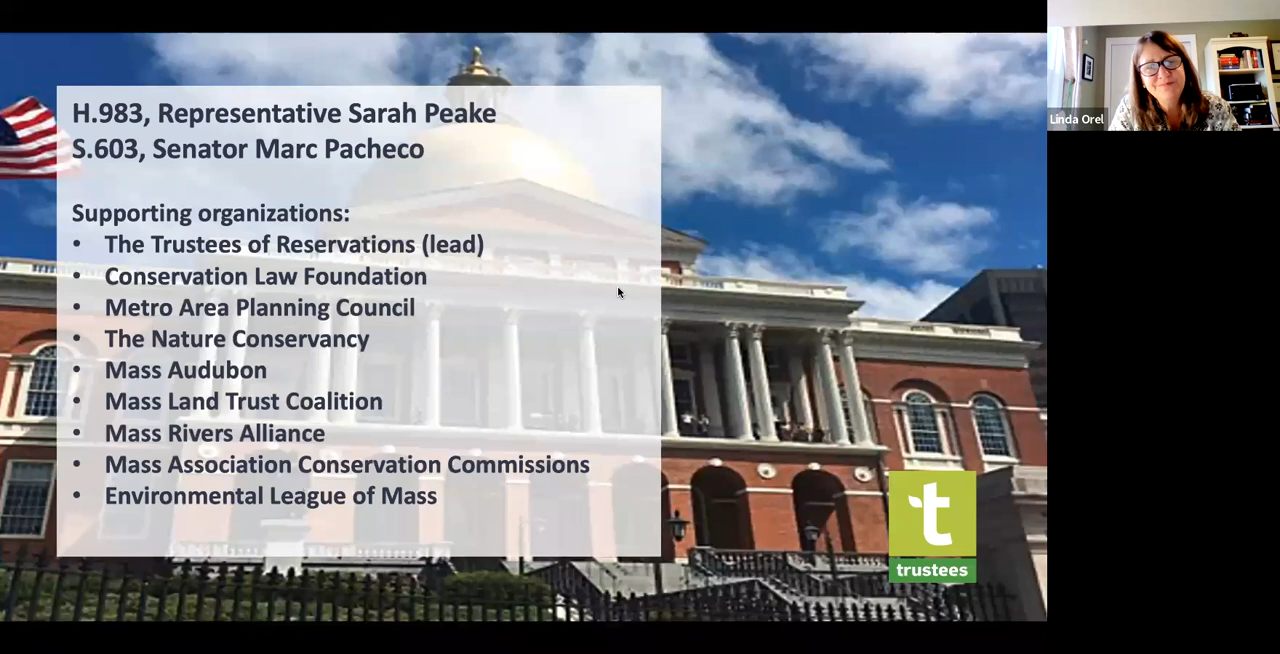 H.983, Representative Sarah Peake
S.603, Senator Marc Pacheco
Supporting organizations:
• The Trustees of Reservations (lead)
• Conservation Law Foundation
• Metro Area Planning Council
• The Nature Conservancy
• Mass Audubon
• Mass Land Trust Coalition
• Mass Rivers Alliance
• Mass Association Conservation Commissions
• Environmental League of Mass
t
trustees
Linda Orel